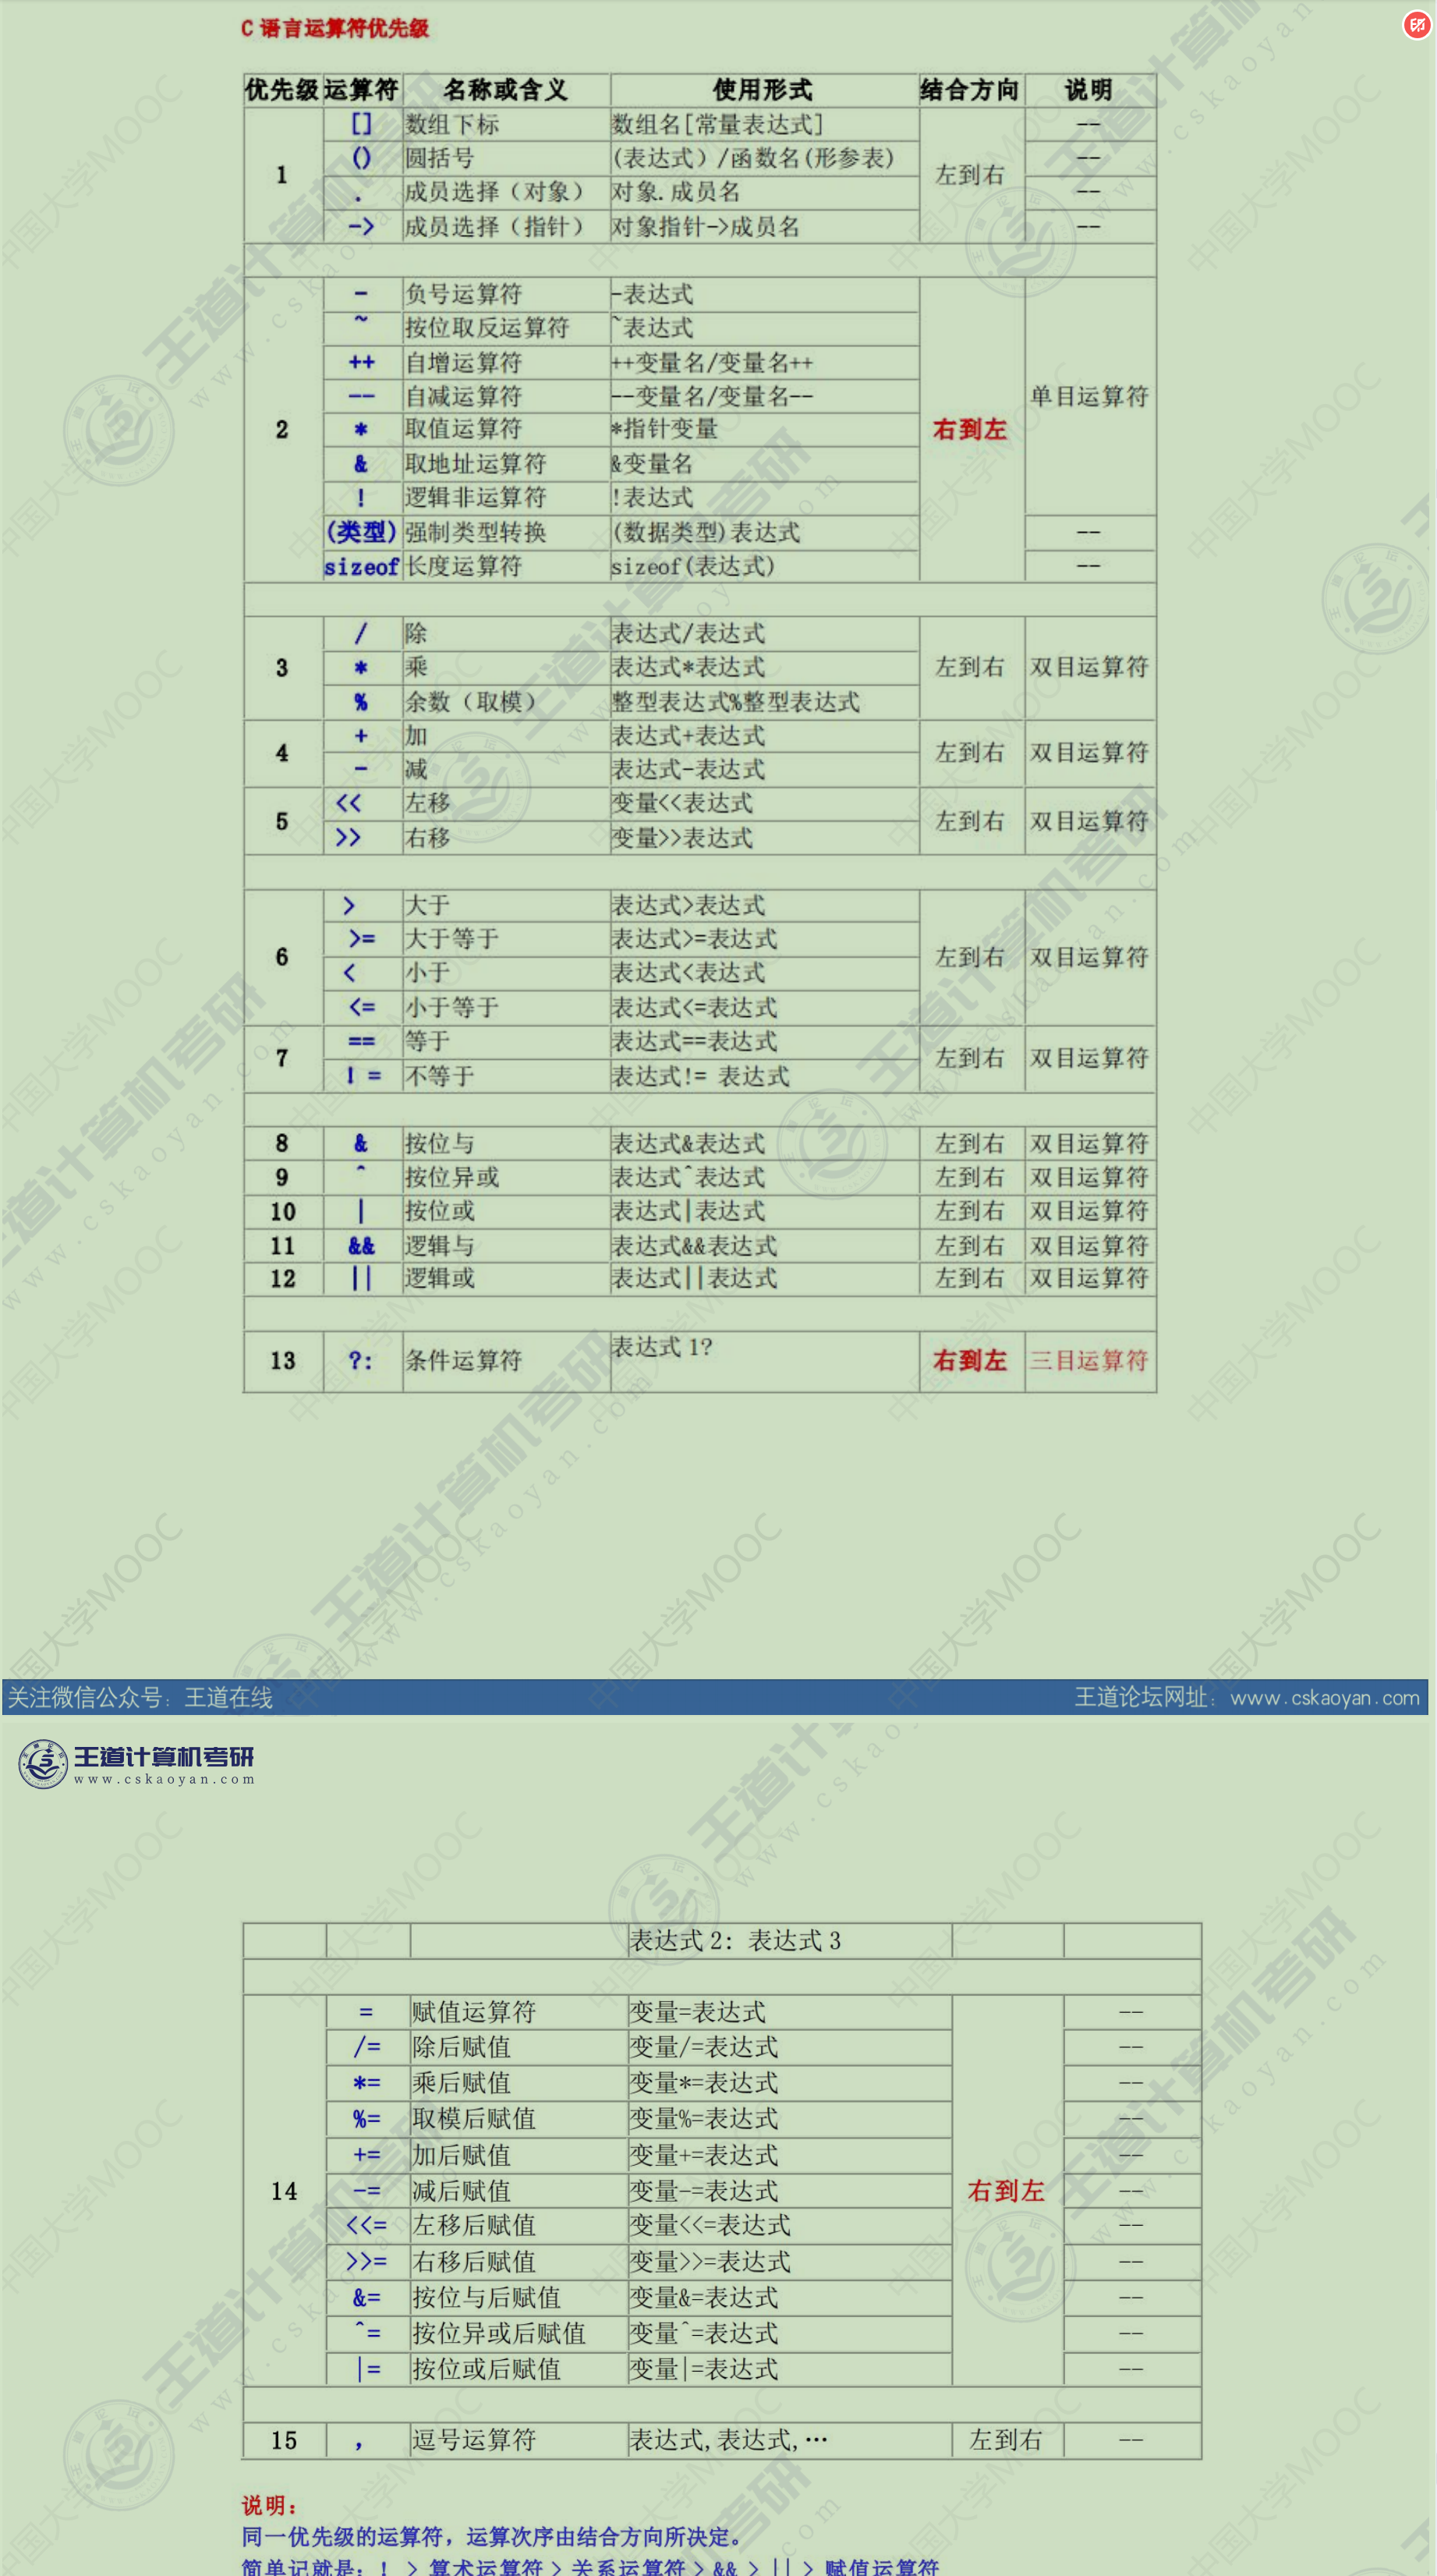 C 语言运算符优先级
印
优先级 运算符 名称或含义 使用形式 结合方向 说明
1 [] 数组下标 数组名[常量表达式] 左到右 --
() 圆括号 (表达式）/函数名(形参表) --
. 成员选择（对象） 对象.成员名 --
-> 成员选择（指针） 对象指针->成员名 --
2 - 负号运算符 -表达式 右到左 单目运算符
~ 按位取反运算符 ~表达式
++ 自增运算符 ++变量名/变量名++
-- 自减运算符 --变量名/变量名--
* 取值运算符 *指针变量
& 取地址运算符 &变量名
! 逻辑非运算符 !表达式
(类型) 强制类型转换 (数据类型)表达式 --
sizeof 长度运算符 sizeof(表达式) --
3 / 除 表达式/表达式 左到右 双目运算符
* 乘 表达式*表达式
% 余数（取模） 整型表达式%整型表达式
4 + 加 表达式+表达式 左到右 双目运算符
- 减 表达式-表达式
5 << 左移 变量<<表达式 左到右 双目运算符
>> 右移 变量>>表达式
6 > 大于 表达式>表达式 左到右 双目运算符
>= 大于等于 表达式>=表达式
< 小于 表达式<表达式
<= 小于等于 表达式<=表达式
7 == 等于 表达式==表达式 左到右 双目运算符
! = 不等于 表达式!= 表达式
8 & 按位与 表达式&表达式 左到右 双目运算符
9 ^ 按位异或 表达式^表达式 左到右 双目运算符
10 | 按位或 表达式|表达式 左到右 双目运算符
11 && 逻辑与 表达式&&表达式 左到右 双目运算符
12 || 逻辑或 表达式||表达式 左到右 双目运算符
13 ?: 条件运算符 表达式 1? 右到左 三目运算符
关注微信公众号：王道在线 王道论坛网址：www.cskaoyan.com
王道计算机考研
www.cskaoyan.com
表达式 2: 表达式 3
14 = 赋值运算符 变量=表达式 右到左 --
/= 除后赋值 变量/=表达式 --
*= 乘后赋值 变量*=表达式 --
%= 取模后赋值 变量%=表达式 --
+= 加后赋值 变量+=表达式 --
-= 减后赋值 变量-=表达式 --
<<= 左移后赋值 变量<<=表达式 --
>>= 右移后赋值 变量>>=表达式 --
&= 按位与后赋值 变量&=表达式 --
^= 按位异或后赋值 变量^=表达式 --
|= 按位或后赋值 变量|=表达式 --
15 , 逗号运算符 表达式,表达式,… 左到右 --
说明：
同一优先级的运算符，运算次序由结合方向所决定。
简单记就是：! > 算术运算符 > 关系运算符 > && > || > 赋值运算符